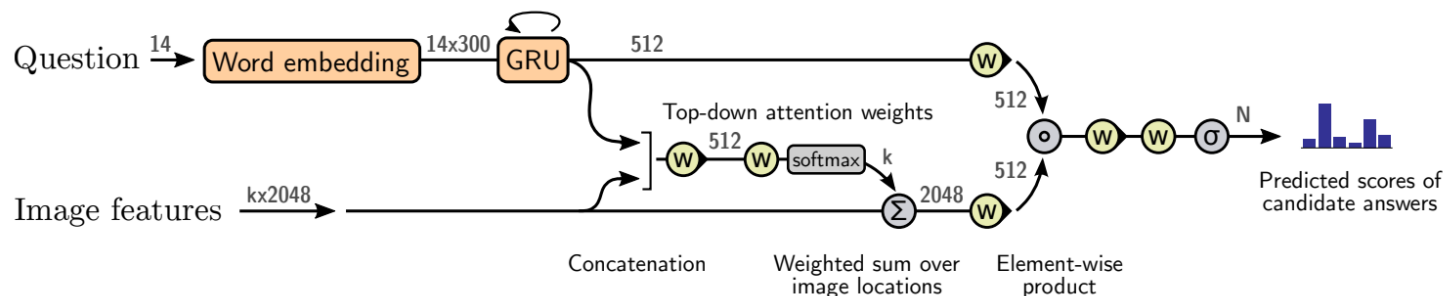 Question
14
Word embedding
14x300
GRU
512
w
512
N
Top-down attention weights
w
512
w
softmax
k
w
w
σ
512
Image features
kx2048
Σ
2048
w
Predicted scores of
candidate answers
Concatenation
Weighted sum over
image locations
Element-wise
product